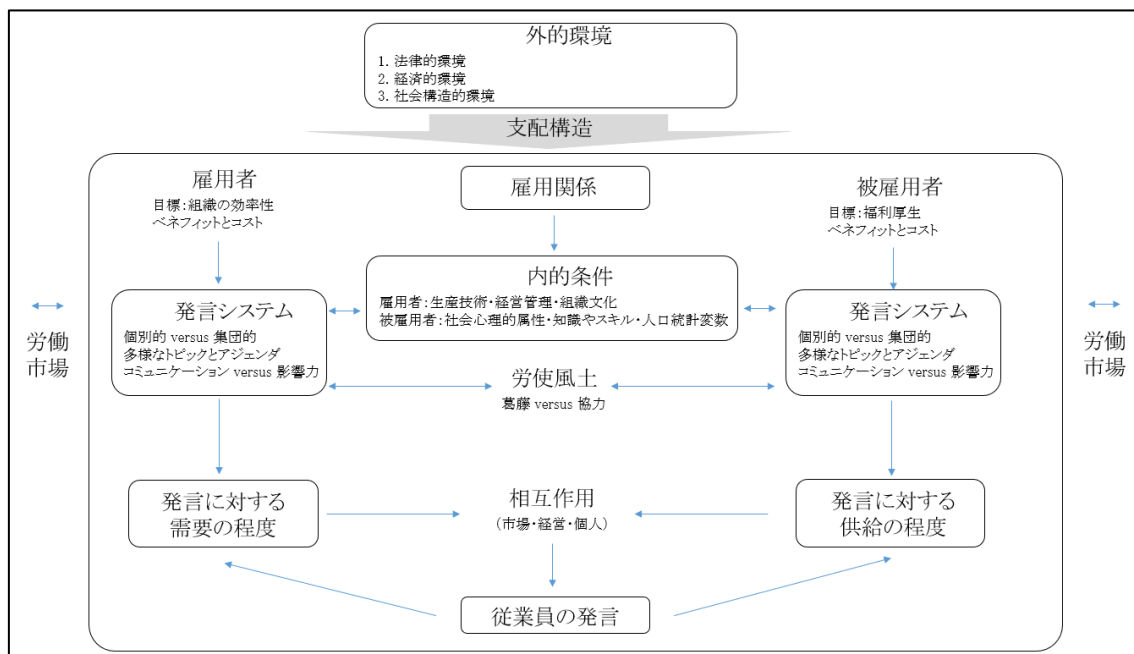 外的環境
1. 法律的環境
2. 経済的環境
3. 社会構造的環境
支配構造
雇用者
目標:組織の効率性
ベネフィットとコスト
雇用関係
被雇用者
目標:福利厚生
ベネフィットとコスト
内的条件
雇用者:生産技術・経営管理・組織文化
被雇用者:社会心理的属性・知識やスキル・人口統計変数
発言システム
個別的 versus 集団的
多様なトピックとアジェンダ
コミュニケーション versus 影響力
発言システム
個別的 versus 集団的
多様なトピックとアジェンダ
コミュニケーション versus 影響力
労働
市場
労働
市場
労使風土
葛藤 versus 協力
発言に対する
需要の程度
相互作用
(市場・経営・個人)
発言に対する
供給の程度
従業員の発言